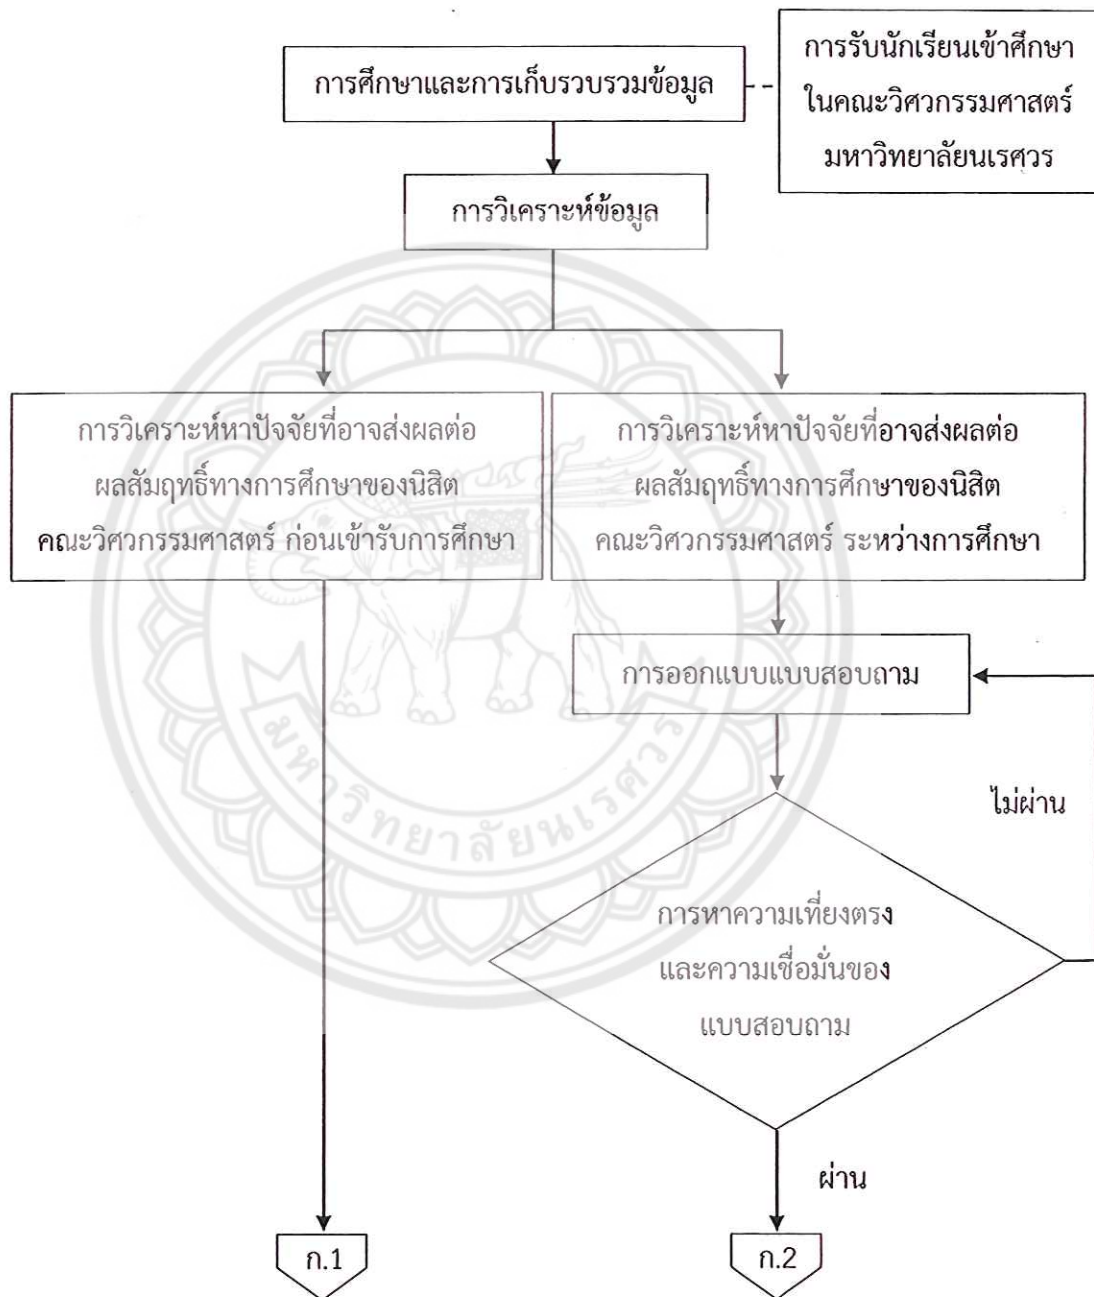 การศึกษาและการเก็บรวบรวมข้อมูล
การรับนักเรียนเข้าศึกษา
ในคณะวิศวกรรมศาสตร์
มหาวิทยาลัยนเรศวร
การวิเคราะห์ข้อมูล
การวิเคราะห์หาปัจจัยที่อาจส่งผลต่อ
ผลสัมฤทธิ์ทางการศึกษาของนิสิต
คณะวิศวกรรมศาสตร์ ก่อนเข้ารับการศึกษา
การวิเคราะห์หาปัจจัยที่อาจส่งผลต่อ
ผลสัมฤทธิ์ทางการศึกษาของนิสิต
คณะวิศวกรรมศาสตร์ ระหว่างการศึกษา
การออกแบบแบบสอบถาม
มหาวิทยาลัยนเรศวร
ไม่ผ่าน
การหาความเที่ยงตรง
และความเชื่อมั่นของ
แบบสอบถาม
ผ่าน
ก.1
ก.2